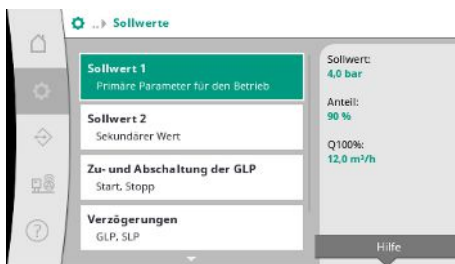 ..▸ Sollwerte
Sollwert 1
Primäre Parameter für den Betrieb
Sollwert 2
Sekundärer Wert
Zu- und Abschaltung der GLP
Start, Stopp
Verzögerungen
GLP, SLP
Sollwert:
4,0 bar
Anteil:
90 %
Q100%:
12,0 m³/h
Hilfe
?